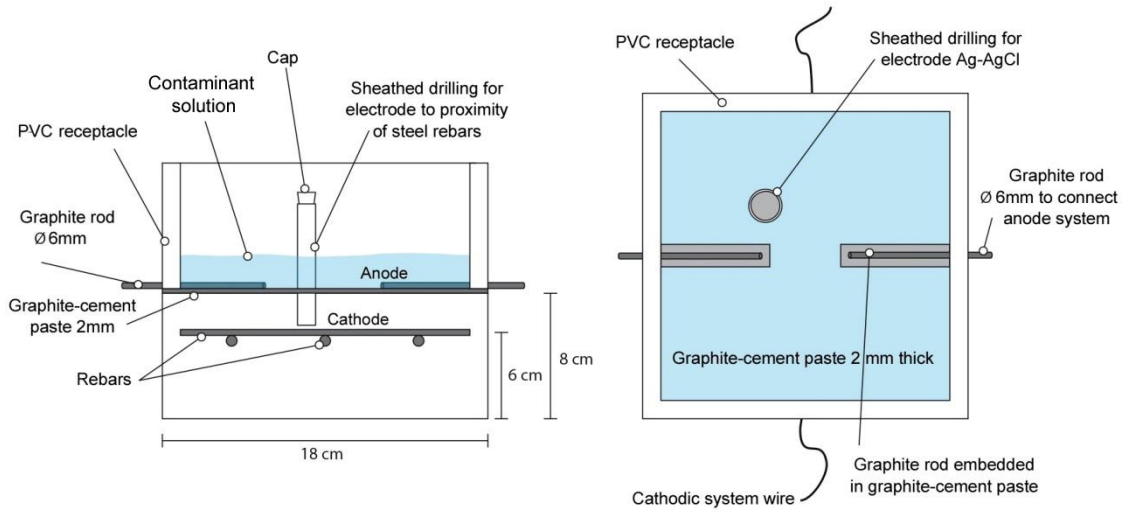 Cap
Contaminant
solution
Sheathed drilling for
electrode to proximity
of steel rebars
PVC receptacle
Graphite rod
Ø 6mm
Anode
Graphite-cement
paste 2mm
Cathode
Rebars
6 cm
8 cm
18 cm
PVC receptacle
Sheathed drilling for
electrode Ag-AgCl
Graphite rod
Ø 6mm to connect
anode system
Graphite-cement paste 2 mm thick
Graphite rod embedded
in graphite-cement paste
Cathodic system wire